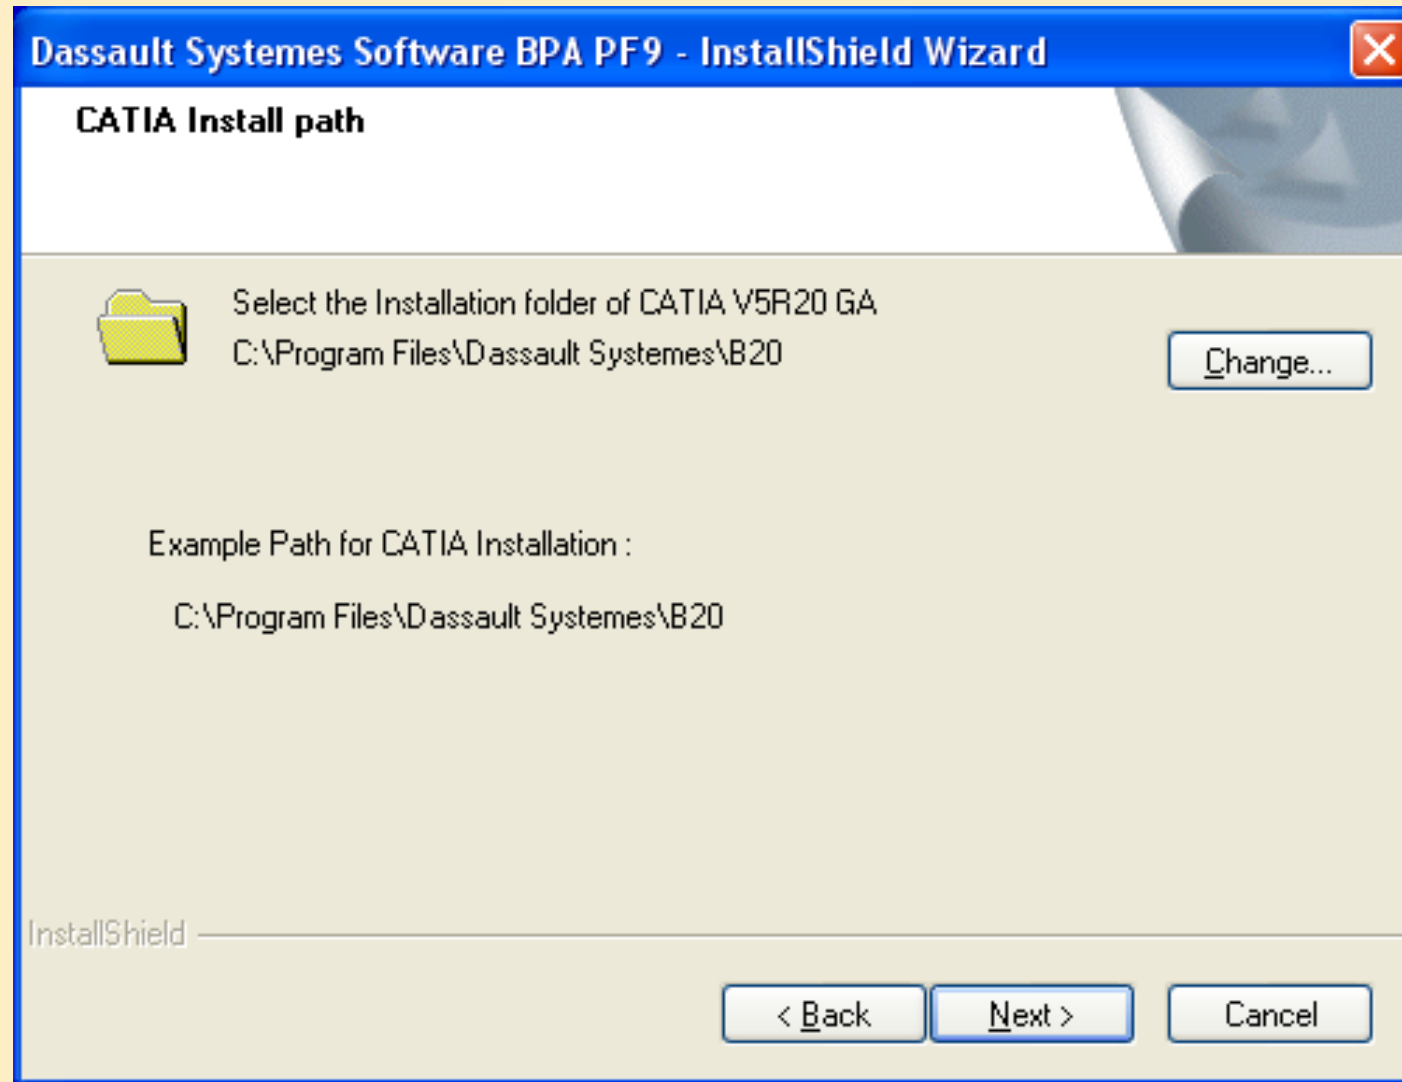 Dassault Systemes Software BPA PF9 - InstallShield Wizard
CATIA Install path
Select the Installation folder of CATIA V5R20 GA
C:\Program Files\Dassault Systemes\B20
Change...
Example Path for CATIA Installation :
C:\Program Files\Dassault Systemes\B20
InstallShield
< Back
Next >
Cancel